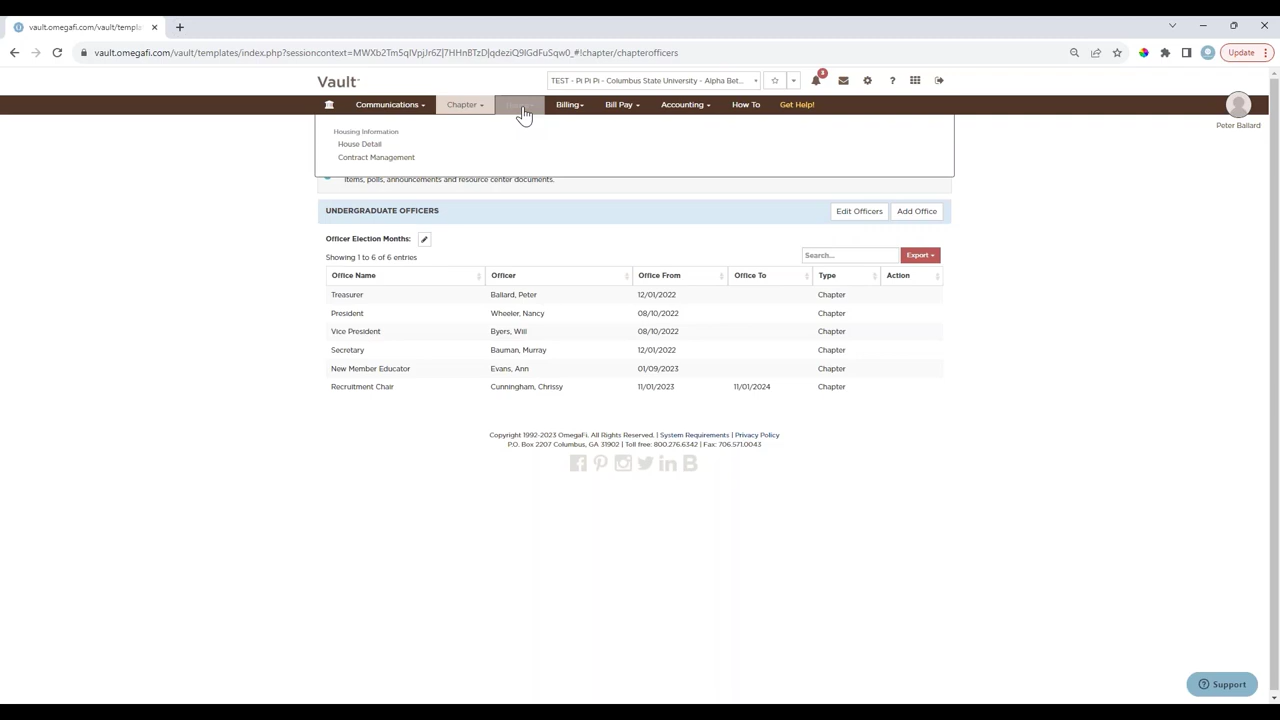 vault.omegafi.com/vault/templat
vault.omegafi.com/vault/templates/index.php?sessioncontext=
Update
Vault
TEST - Pi Pi Pi - Columbus State University - Alpha Bet...
3
Communications
Chapter
Billing
Bill Pay
Accounting
How To
Get Help!
Peter Ballard
Housing Information
House Detail
Contract Management
items, polls, announcements and resource center documents.
UNDERGRADUATE OFFICERS
Edit Officers
Add Office
Officer Election Months:
Showing 1 to 6 of 6 entries
Search...
Export
Office Name Officer Office From Office To Type Action
Treasurer Ballard, Peter 12/01/2022 Chapter
President Wheeler, Nancy 08/10/2022 Chapter
Vice President Byers, Will 08/10/2022 Chapter
Secretary Bauman, Murray 12/01/2022 Chapter
New Member Educator Evans, Ann 01/09/2023 Chapter
Recruitment Chair Cunningham, Chrissy 11/01/2023 11/01/2024 Chapter
Copyright 1992-2023 OmegaFi. All Rights Reserved. | System Requirements | Privacy Policy
P.O. Box 2207 Columbus, GA 31902 | Toll free: 800.276.6342 | Fax: 706.571.0043
Support